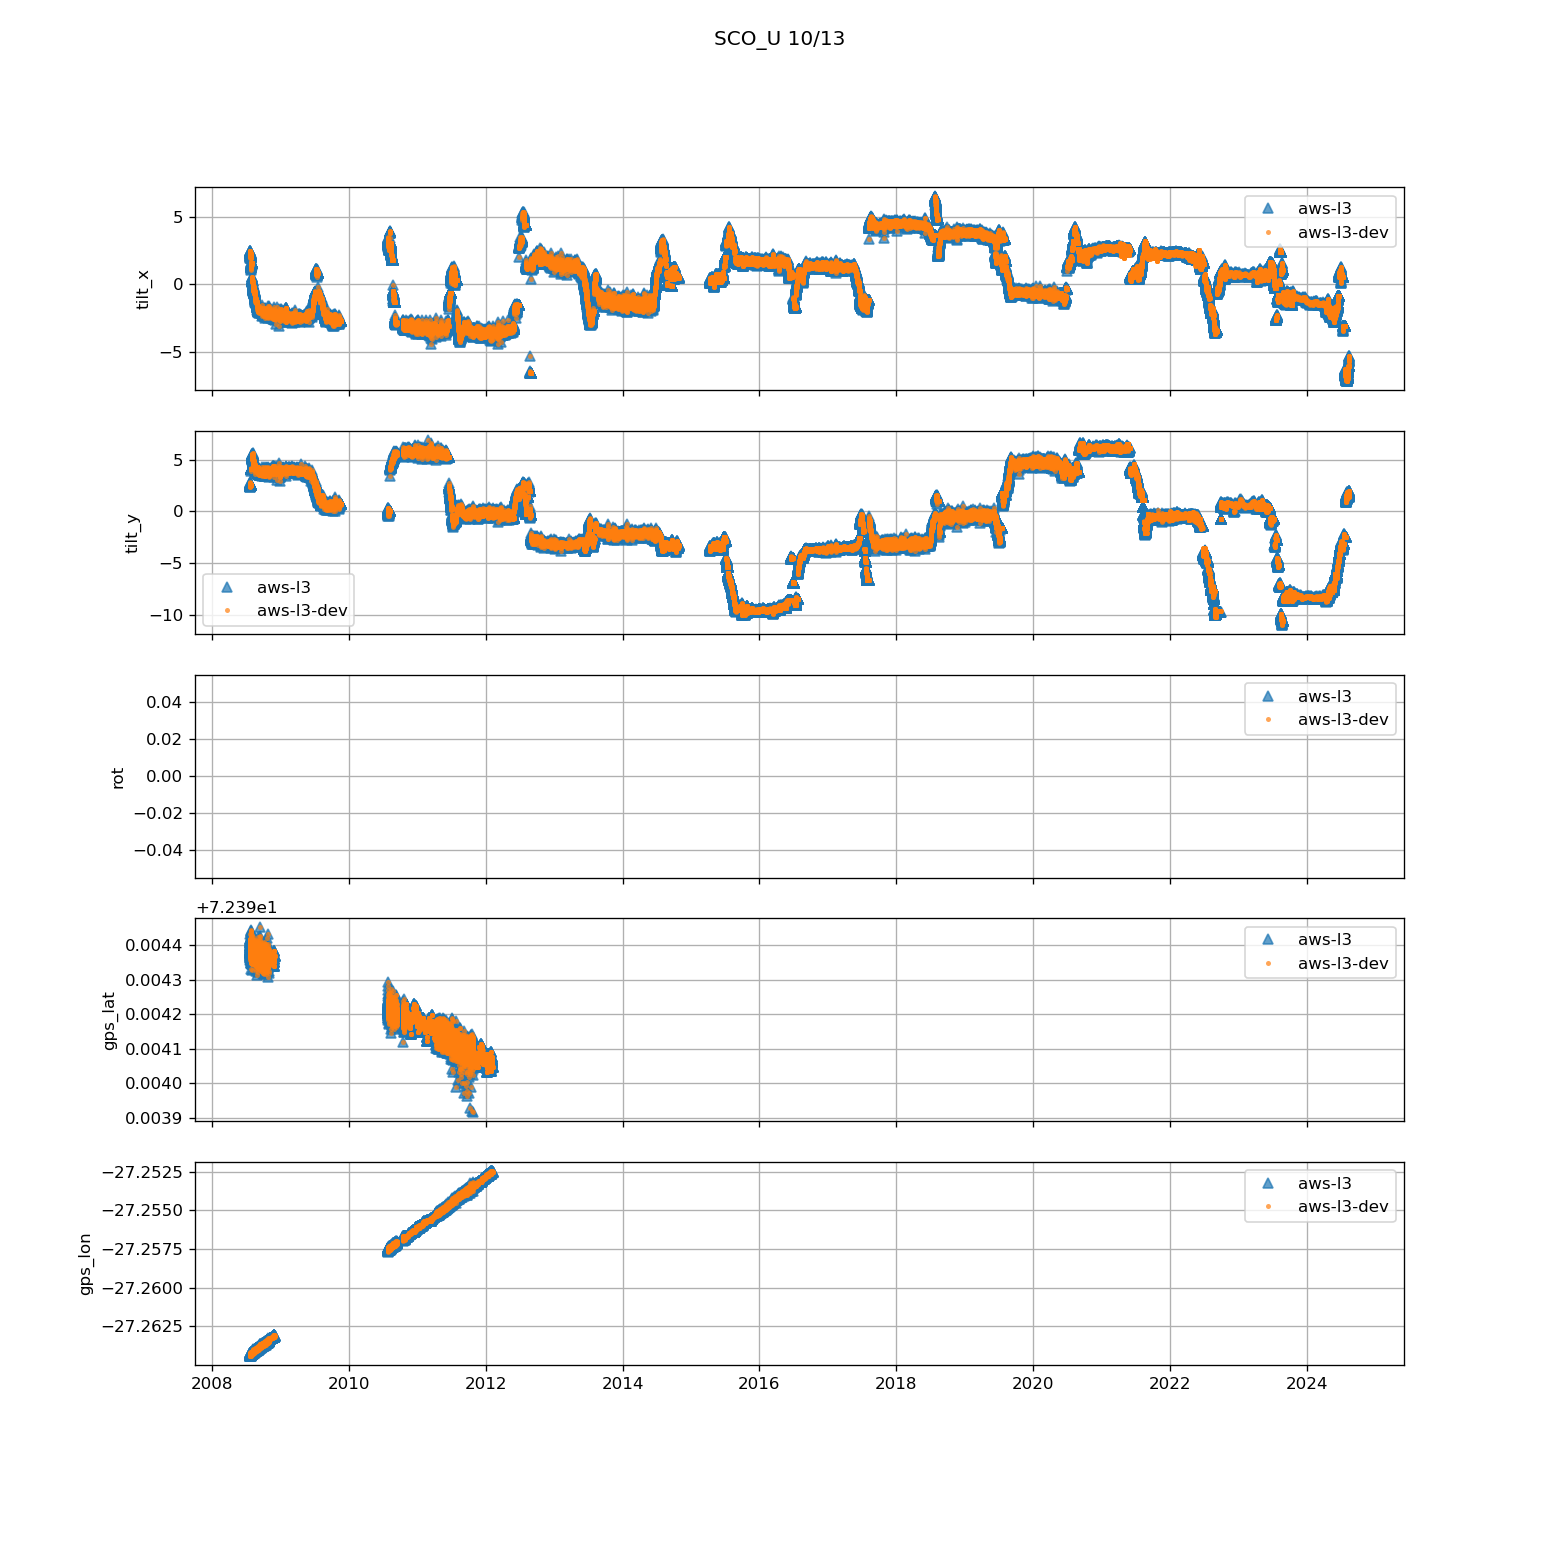 SCO_U 10/13
5
0
−5
tilt_x
aws-l3
aws-l3-dev
5
0
−5
−10
tilt_y
aws-l3
aws-l3-dev
0.04
0.02
0.00
−0.02
−0.04
rot
aws-l3
aws-l3-dev
+7.239e1
0.0044
0.0043
0.0042
0.0041
0.0040
0.0039
gps_lat
aws-l3
aws-l3-dev
−27.2525
−27.2550
−27.2575
−27.2600
−27.2625
gps_lon
aws-l3
aws-l3-dev
2008 2010 2012 2014 2016 2018 2020 2022 2024